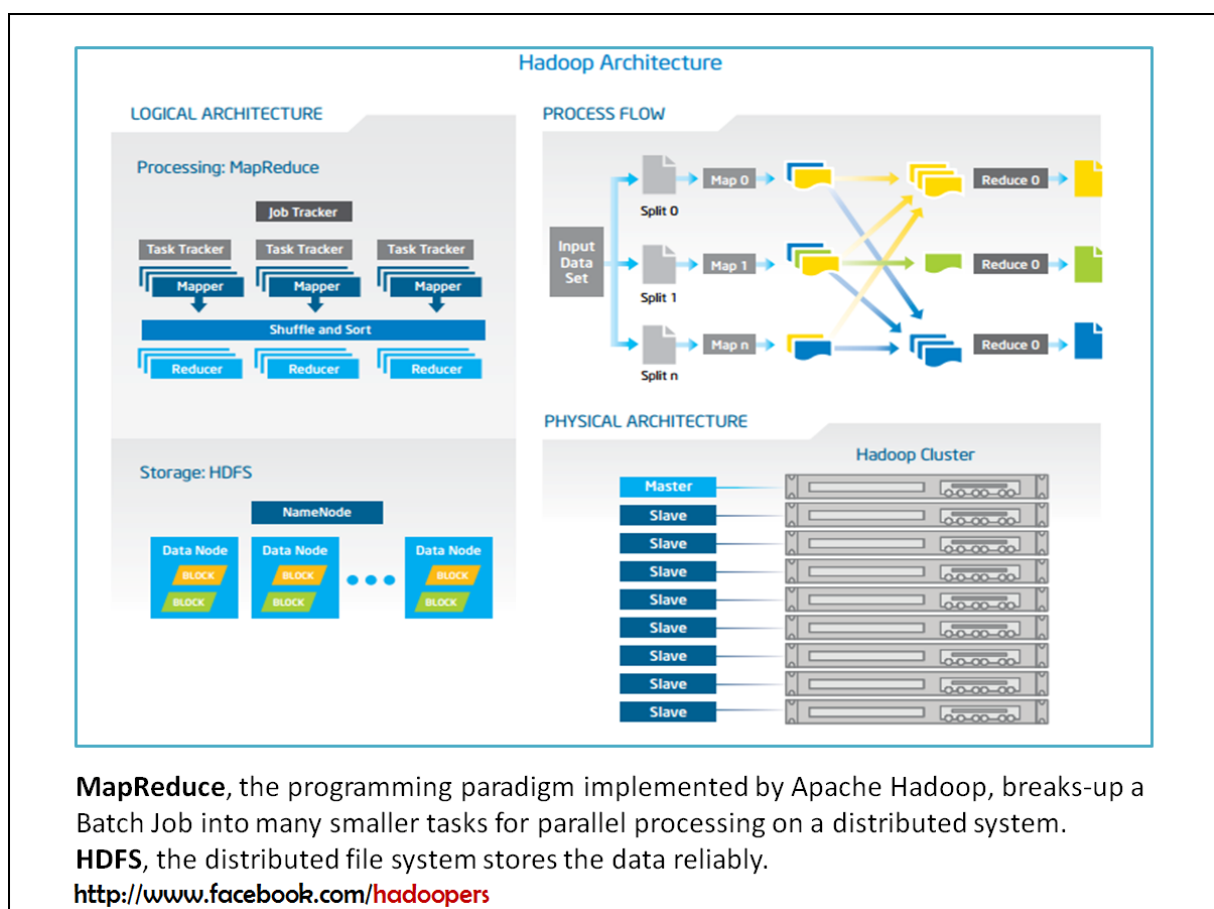 Hadoop Architecture
LOGICAL ARCHITECTURE
Processing: MapReduce
Job Tracker
Task Tracker Task Tracker Task Tracker
Mapper Mapper Mapper
Shuffle and Sort
Reducer Reducer Reducer
Storage: HDFS
NameNode
Data Node Data Node Data Node
BLOCK BLOCK BLOCK
BLOCK BLOCK BLOCK
PROCESS FLOW
Input
Data
Set
Split 0
Map 0
Reduce 0
Split 1
Map 1
Reduce 0
Split n
Map n
Reduce 0
PHYSICAL ARCHITECTURE
Hadoop Cluster
Master
Slave
Slave
Slave
Slave
Slave
Slave
Slave
Slave
MapReduce, the programming paradigm implemented by Apache Hadoop, breaks-up a
Batch Job into many smaller tasks for parallel processing on a distributed system.
HDFS, the distributed file system stores the data reliably.
http://www.facebook.com/hadoopers